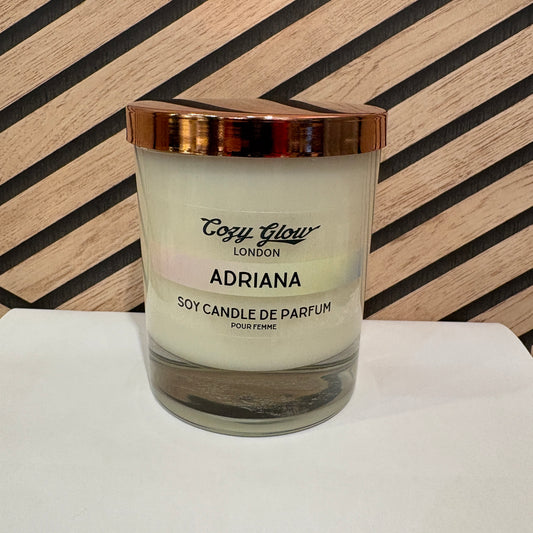 Cozy Glow
LONDON
ADRIANA
SOY CANDLE DE PARFUM
POUR FEMME